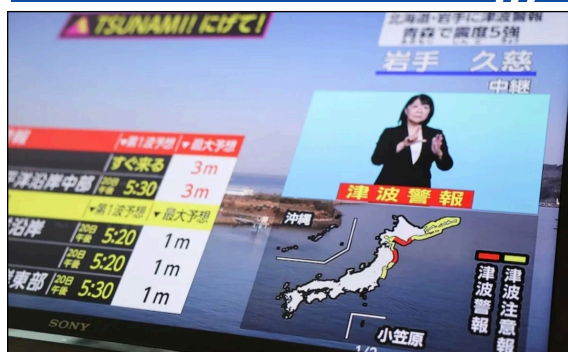 TSUNAMI! にげて!
北海道・岩手に津波警報
青森で震度5強
岩手 久慈
中継
▼第1波予想 ▼最大予想
すぐ来る 3m
洋沿岸中部 20日午後 5:30 3m
▼第1波予想 ▼最大予想
沿岸 20日午後 5:20 1m
20日午後 5:20 1m
東部 20日午後 5:30 1m
津波警報
沖縄
小笠原
津波注意報
津波警報
SONY